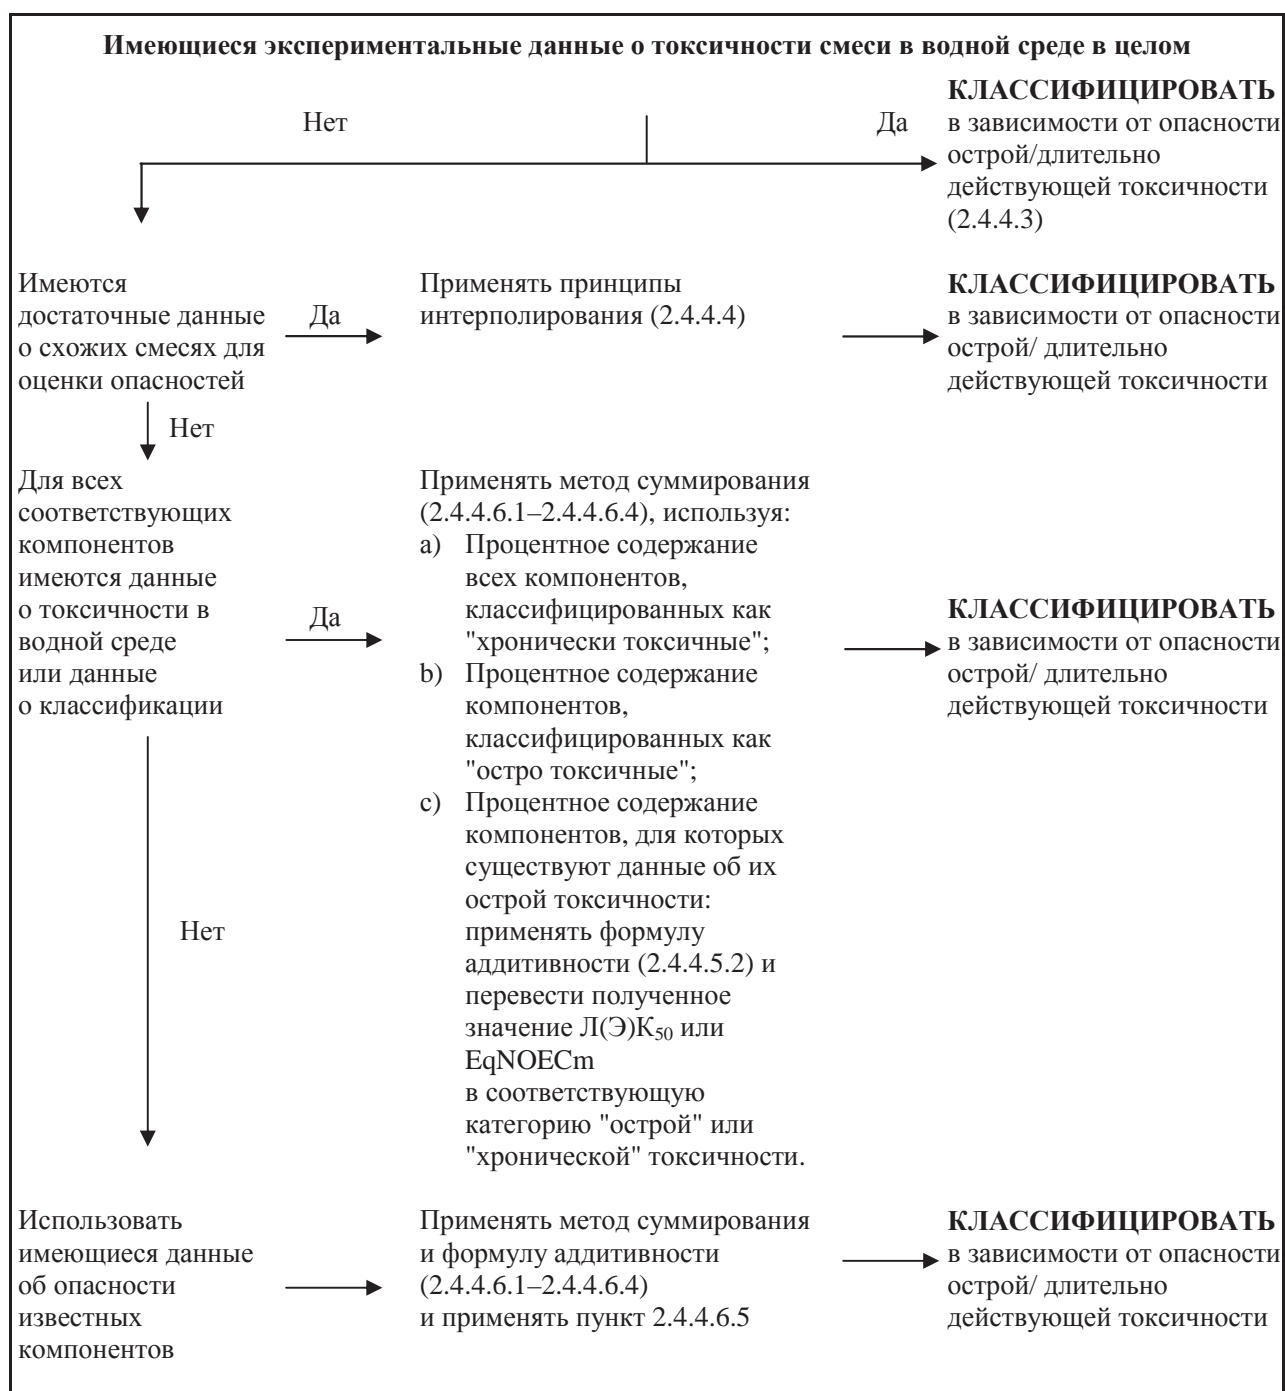 Имеющиеся экспериментальные данные о токсичности смеси в водной среде в целом
Нет
Да
КЛАССИФИЦИРОВАТЬ
в зависимости от опасности
острой/длительно
действующей токсичности
(2.4.4.3)
Имеются
достаточные данные
о схожих смесях для
оценки опасностей
Да
Применять принципы
интерполирования (2.4.4.4)
КЛАССИФИЦИРОВАТЬ
в зависимости от опасности
острой/ длительно
действующей токсичности
Нет
Для всех
соответствующих
компонентов
имеются данные
о токсичности в
водной среде
или данные
о классификации
Да
Применять метод суммирования
(2.4.4.6.1–2.4.4.6.4), используя:
a) Процентное содержание
всех компонентов,
классифицированных как
"хронически токсичные";
b) Процентное содержание
компонентов,
классифицированных как
"остро токсичные";
c) Процентное содержание
компонентов, для которых
существуют данные об их
острой токсичности:
применять формулу
аддитивности (2.4.4.5.2) и
перевести полученное
значение Л(Э)К₅₀ или
EqNOECm
в соответствующую
категорию "острой" или
"хронической" токсичности.
КЛАССИФИЦИРОВАТЬ
в зависимости от опасности
острой/ длительно
действующей токсичности
Нет
Использовать
имеющиеся данные
об опасности
известных
компонентов
Применять метод суммирования
и формулу аддитивности
(2.4.4.6.1–2.4.4.6.4)
и применять пункт 2.4.4.6.5
КЛАССИФИЦИРОВАТЬ
в зависимости от опасности
острой/ длительно
действующей токсичности